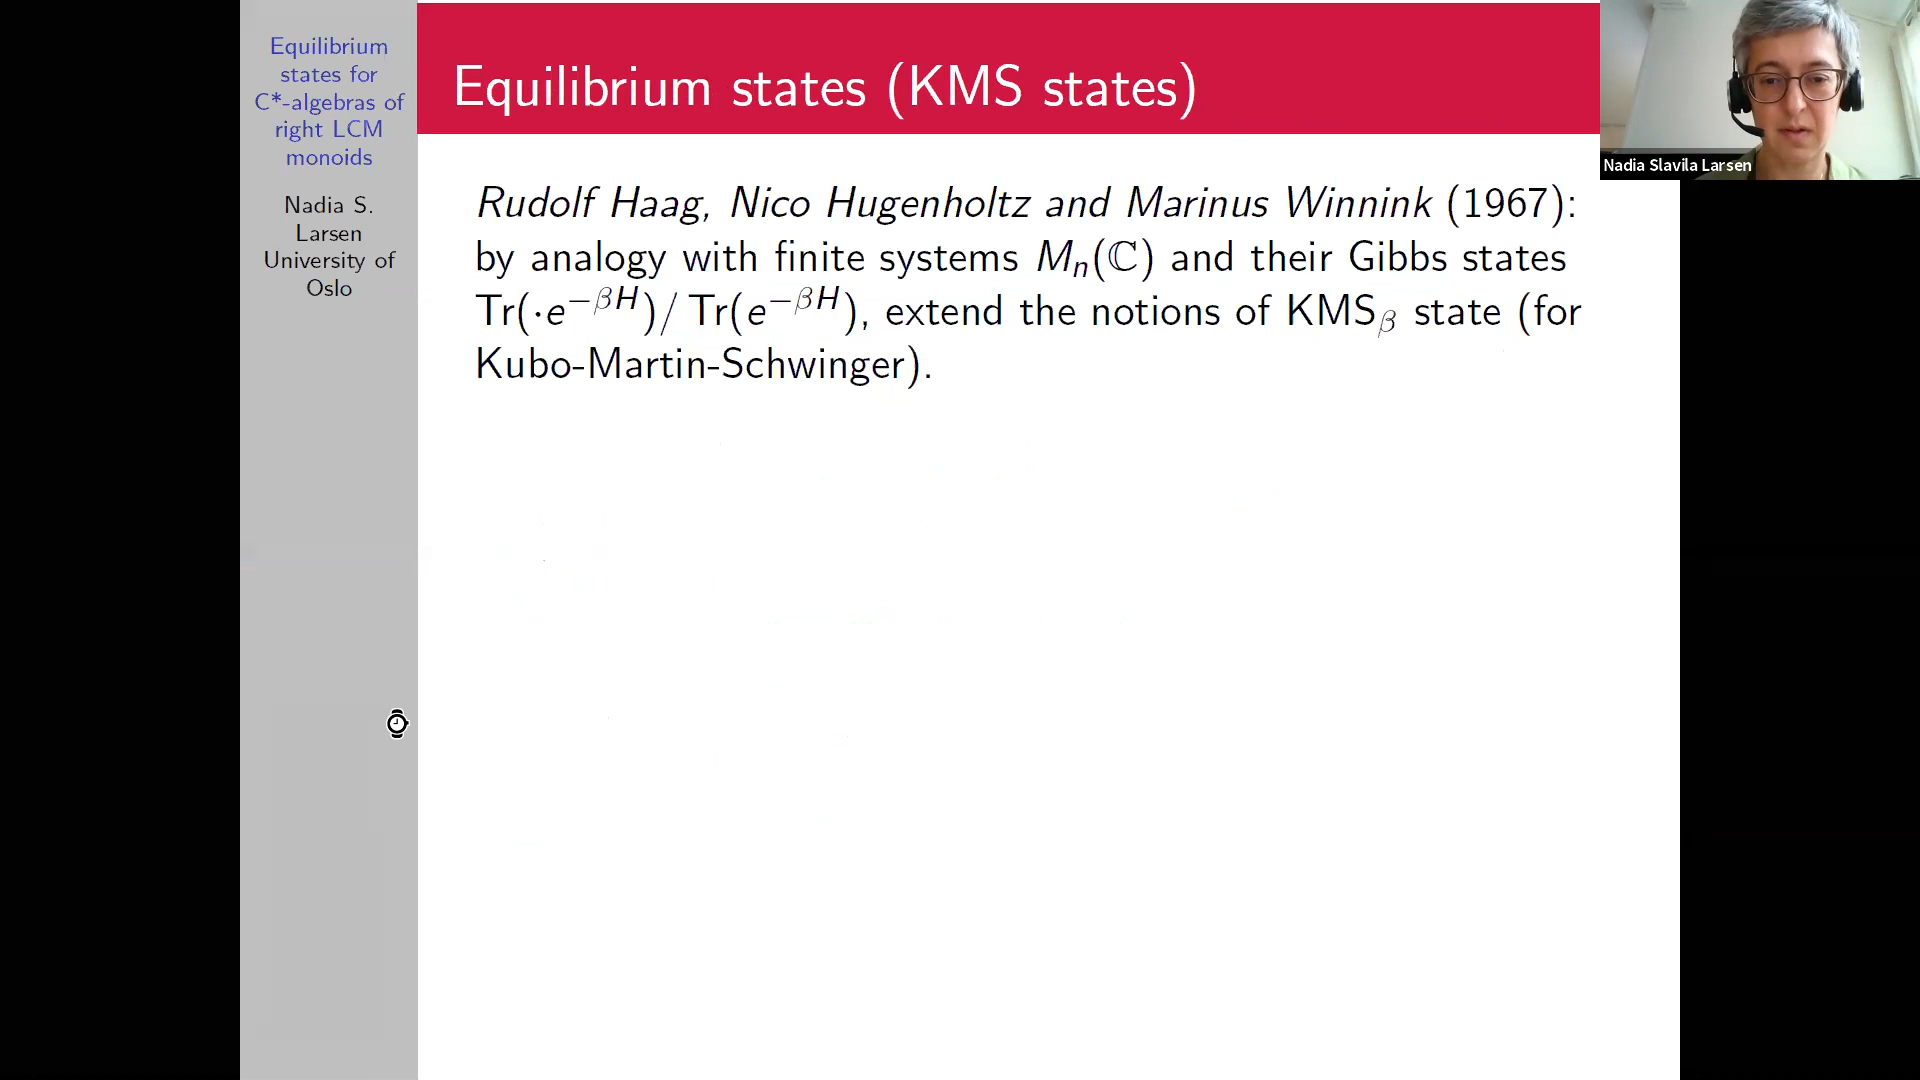 Equilibrium
states for
C*-algebras of
right LCM
monoids
Nadia S.
Larsen
University of
Oslo
Equilibrium states (KMS states)
Rudolf Haag, Nico Hugenholtz and Marinus Winnink (1967):
by analogy with finite systems Mₙ(ℂ) and their Gibbs states
Tr(·e^{−βH})/ Tr(e^{−βH}), extend the notions of KMS_β state (for
Kubo-Martin-Schwinger).
Nadia Slavila Larsen